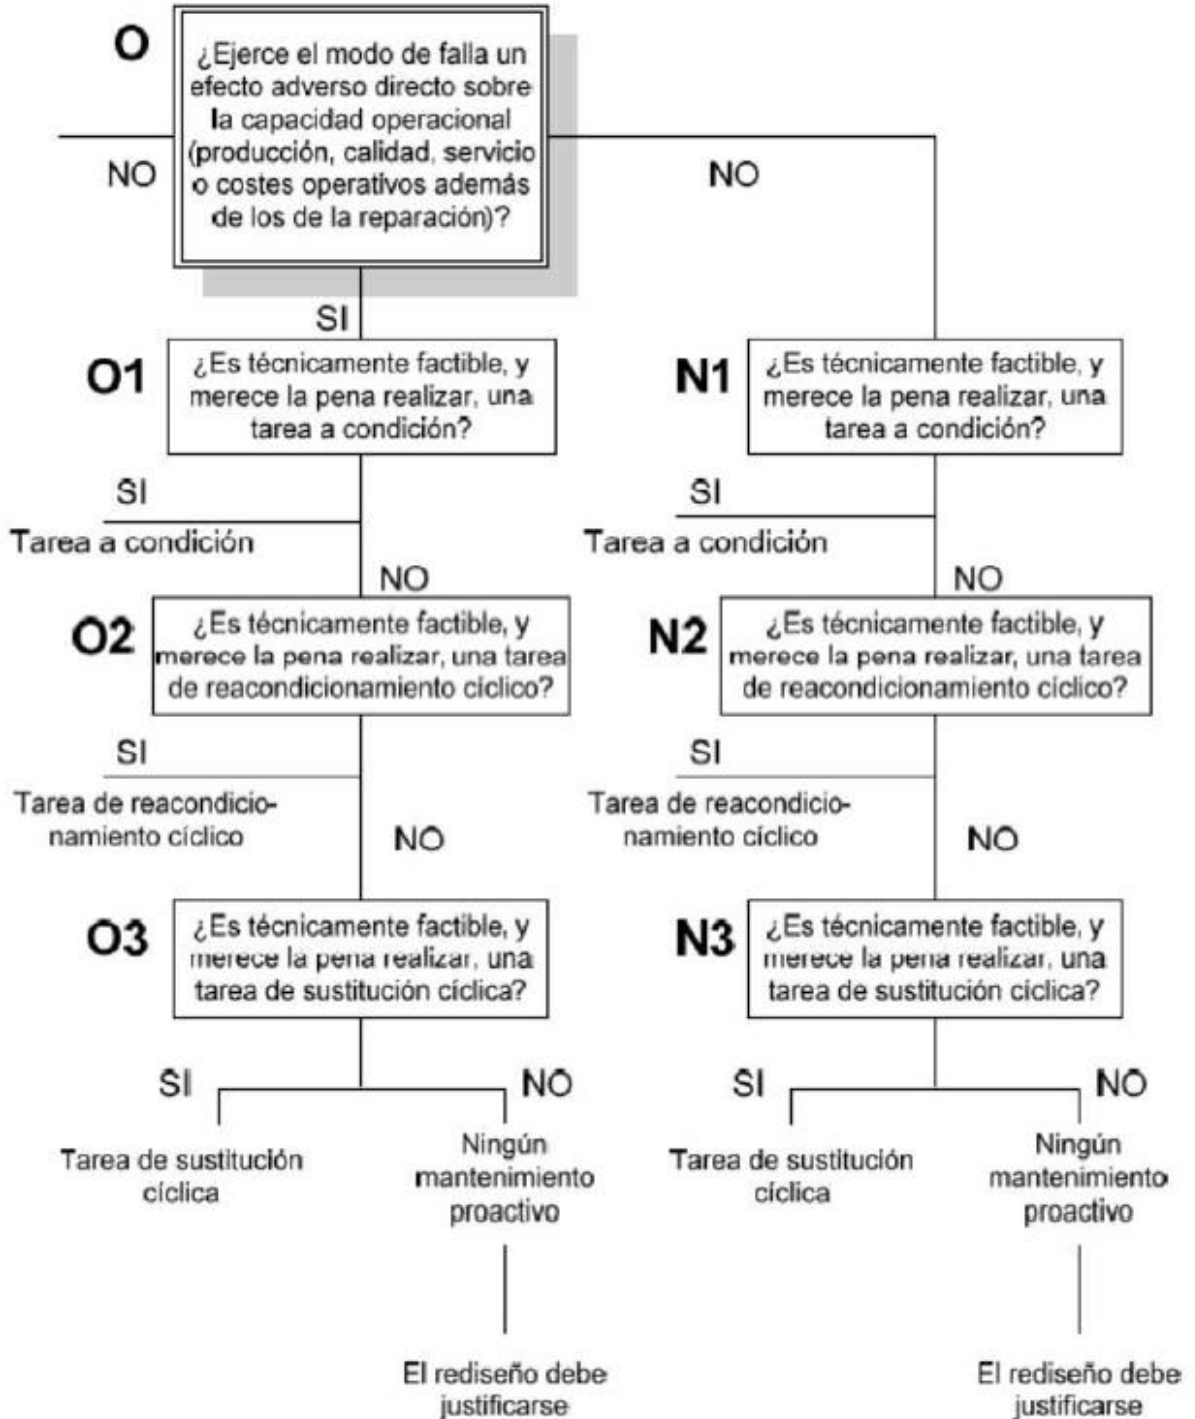 O
¿Ejerce el modo de falla un
efecto adverso directo sobre
la capacidad operacional
(producción, calidad, servicio
o costes operativos además
de los de la reparación)?
NO
NO
SI
O1
¿Es técnicamente factible, y
merece la pena realizar, una
tarea a condición?
N1
¿Es técnicamente factible, y
merece la pena realizar, una
tarea a condición?
SI
Tarea a condición
SI
Tarea a condición
NO
NO
O2
¿Es técnicamente factible, y
merece la pena realizar, una tarea
de reacondicionamiento cíclico?
N2
¿Es técnicamente factible, y
merece la pena realizar, una tarea
de reacondicionamiento cíclico?
SI
Tarea de reacondicio-
namiento cíclico
SI
Tarea de reacondicio-
namiento cíclico
NO
NO
O3
¿Es técnicamente factible, y
merece la pena realizar, una
tarea de sustitución cíclica?
N3
¿Es técnicamente factible, y
merece la pena realizar, una
tarea de sustitución cíclica?
SI
NO
SI
NO
Tarea de sustitución
cíclica
Ningún
mantenimiento
proactivo
Tarea de sustitución
cíclica
Ningún
mantenimiento
proactivo
El rediseño debe
justificarse
El rediseño debe
justificarse